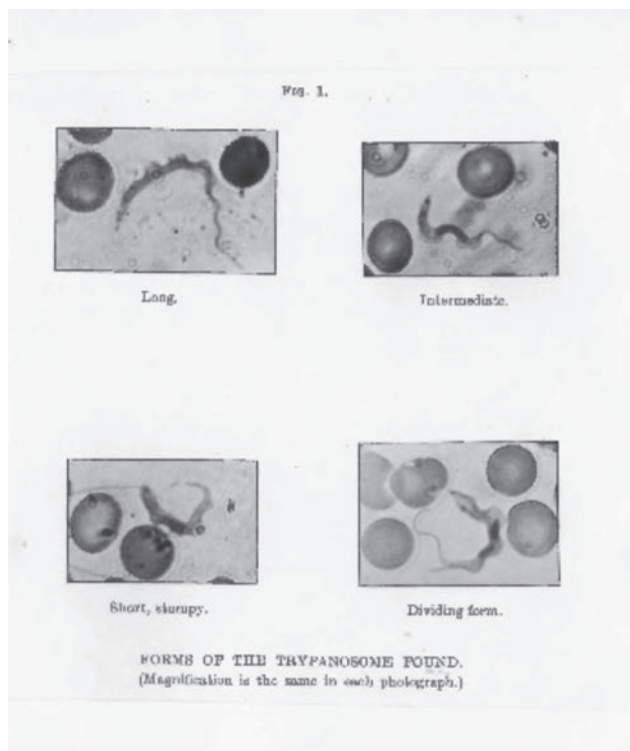 FIG. 1.
Long.
Intermediate.
Short, stumpy.
Dividing form.
FORMS OF THE TRYPANOSOME FOUND.
(Magnification is the same in each photograph.)